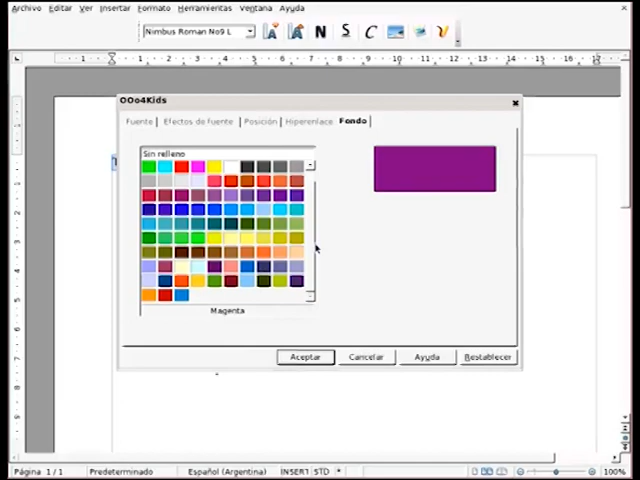 Archivo Editar Ver Insertar Formato Herramientas Ventana Ayuda
Nimbus Roman No9 L
N S C
OOo4Kids
Fuente Efectos de fuente Posición Hiperenlace Fondo
Sin relleno
Magenta
Aceptar Cancelar Ayuda Restablecer
Página 1 / 1 Predeterminado Español (Argentina) INSERT STD * 100%